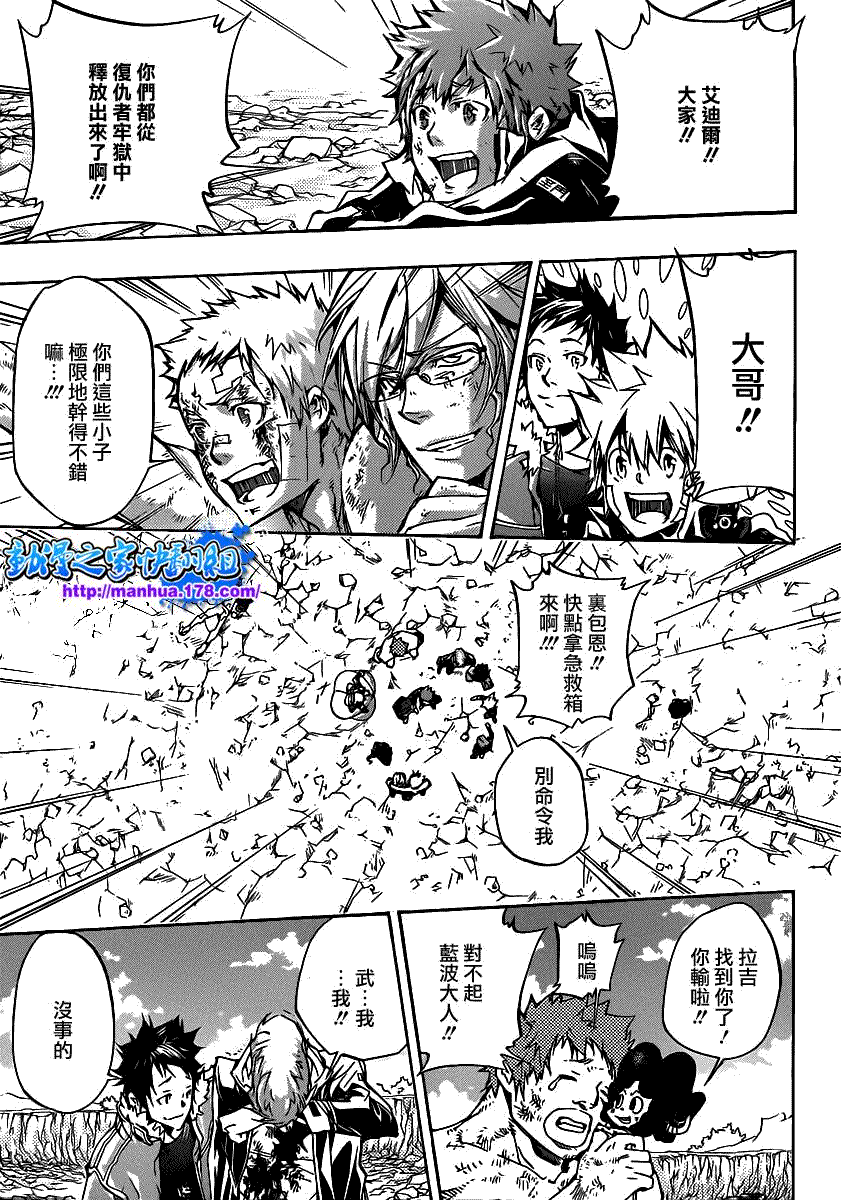 艾迪爾!!
大家!!
你們都從
復仇者牢獄中
釋放出來了啊!!
大哥!!
你們這些小子
極限地幹得不錯
嘛…!!!
動漫之家快翻組
http://manhua.178.com/
裏包恩!!
快點拿急救箱
來啊!!!
別命令我
拉吉
找到你了!
你輸啦!!
嗚嗚
對不起
藍波大人!!
武…我
…我!!
沒事的